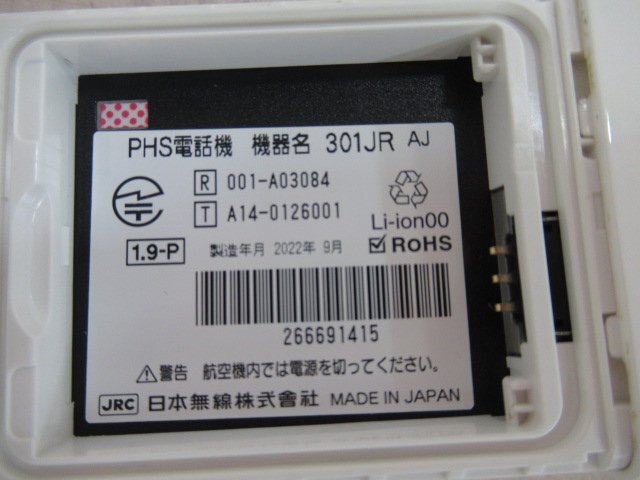 PHS電話機 機器名 301JR AJ
R 001-A03084
T A14-0126001
Li-ion00
1.9-P 製造年月 2022年 9月 RoHS
266691415
警告 航空機内では電源を切ってください。
JRC 日本無線株式會社 MADE IN JAPAN